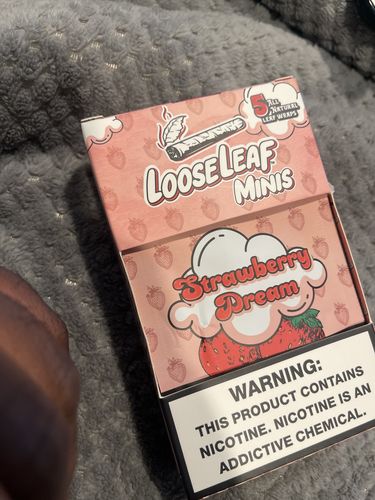 5 ALL
NATURAL
LEAF WRAPS
LOOSELEAF
MINIS
Strawberry
Dream
WARNING:
THIS PRODUCT CONTAINS
NICOTINE. NICOTINE IS AN
ADDICTIVE CHEMICAL.